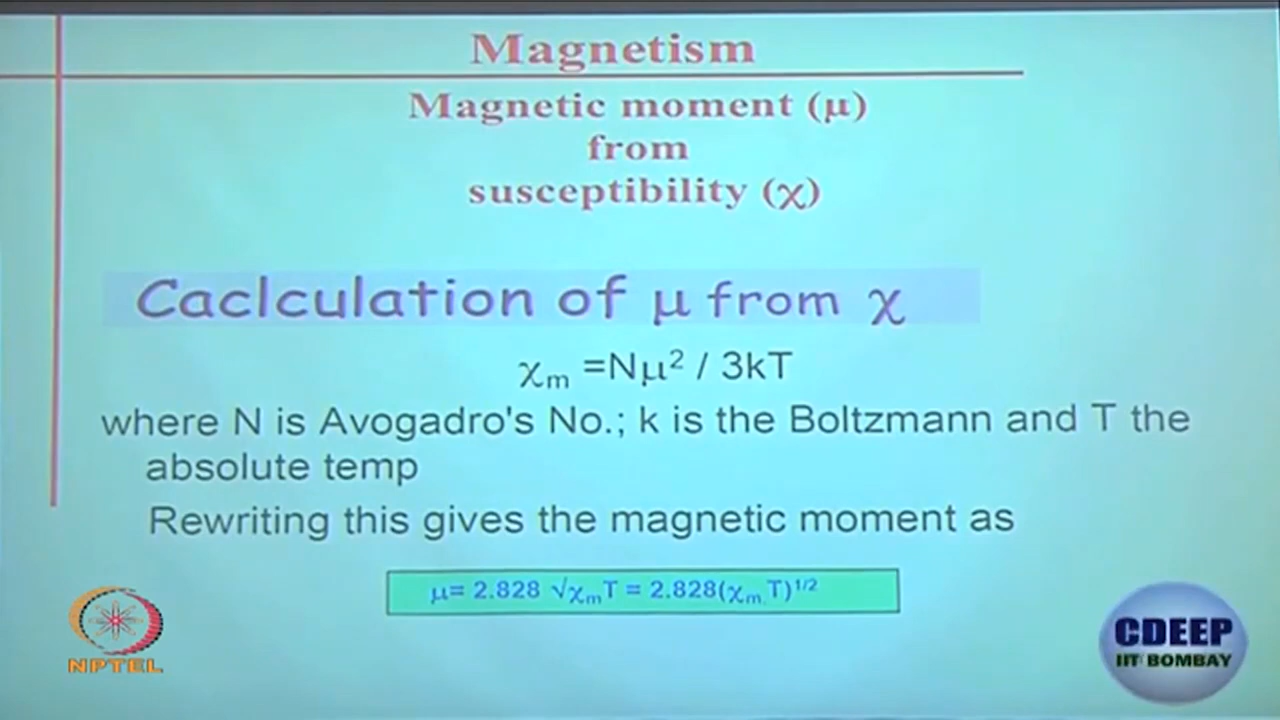 Magnetism
Magnetic moment (μ)
from
susceptibility (χ)
Caclculation of μ from χ
χₘ =Nμ² / 3kT
where N is Avogadro's No.; k is the Boltzmann and T the
absolute temp
Rewriting this gives the magnetic moment as
μ= 2.828 √χₘT = 2.828(χₘ.T)¹/²
NPTEL
CDEEP
IIT BOMBAY